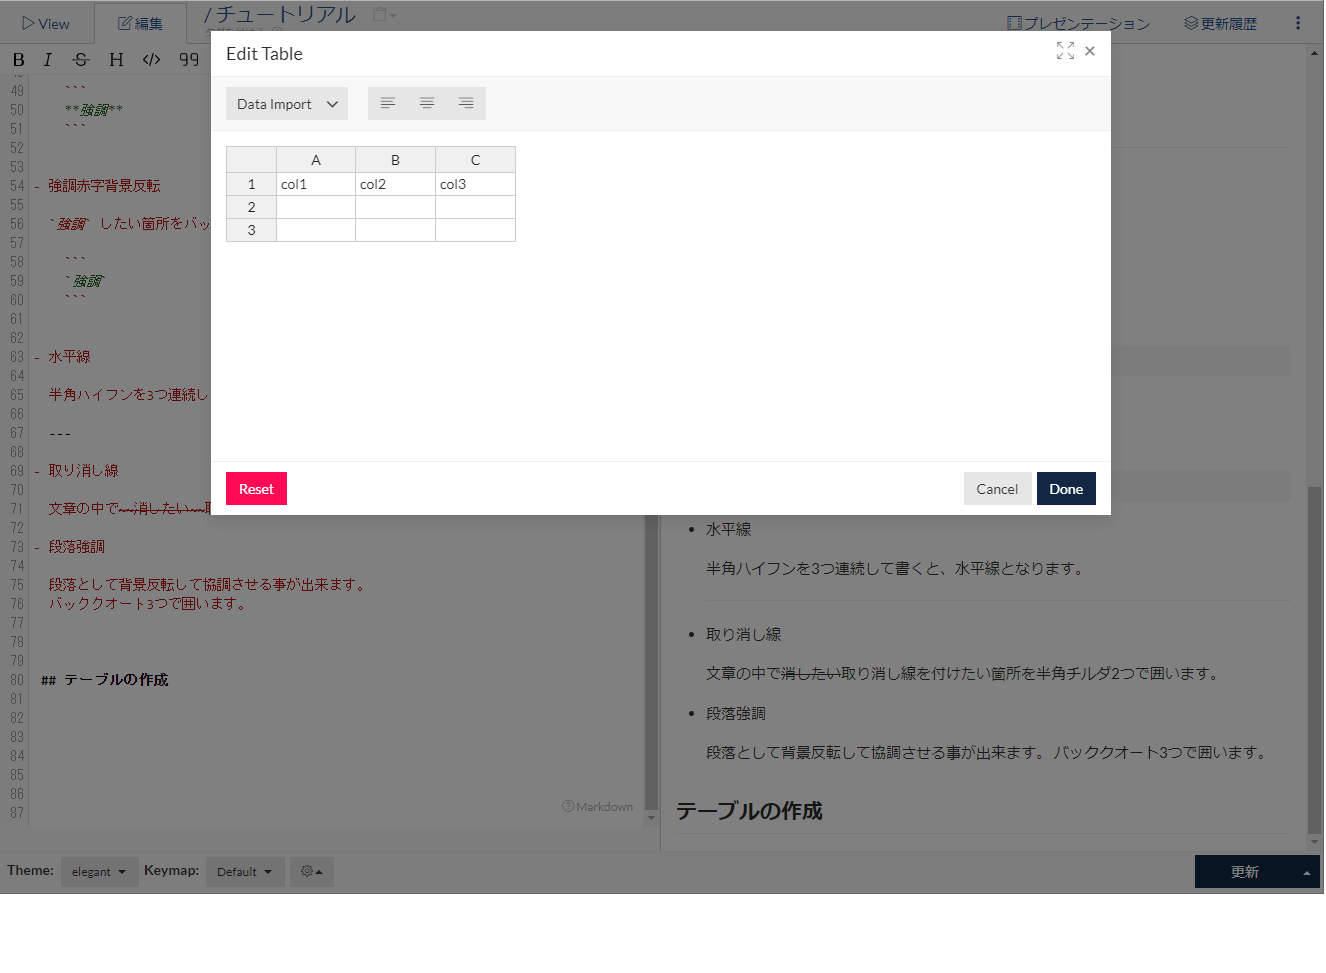 View
編集
/ チュートリアル
プレゼンテーション
更新履歴
B I S H </>
Edit Table
Data Import
A B C
1 col1 col2 col3
2
3
Reset
Cancel
Done
49 ```
50 **強調**
51 ```
52
53
54 - 強調赤字背景反転
55
56 `強調` したい箇所をバッ
57
58 ```
59 `強調`
60 ```
61
62
63 - 水平線
64
65 半角ハイフンを3つ連続し
66
67 ---
68
69 - 取り消し線
70
71 文章の中で~~消したい~~
72
73 - 段落強調
74
75 段落として背景反転して協調させる事が出来ます。
76 バッククオート3つで囲います。
77
78
79
80 ## テーブルの作成
81
82
83
84
85
86
87
Markdown
• 水平線
半角ハイフンを3つ連続して書くと、水平線となります。
• 取り消し線
文章の中で消したい取り消し線を付けたい箇所を半角チルダ2つで囲います。
• 段落強調
段落として背景反転して協調させる事が出来ます。 バッククオート3つで囲います。
テーブルの作成
Theme: elegant Keymap: Default
更新